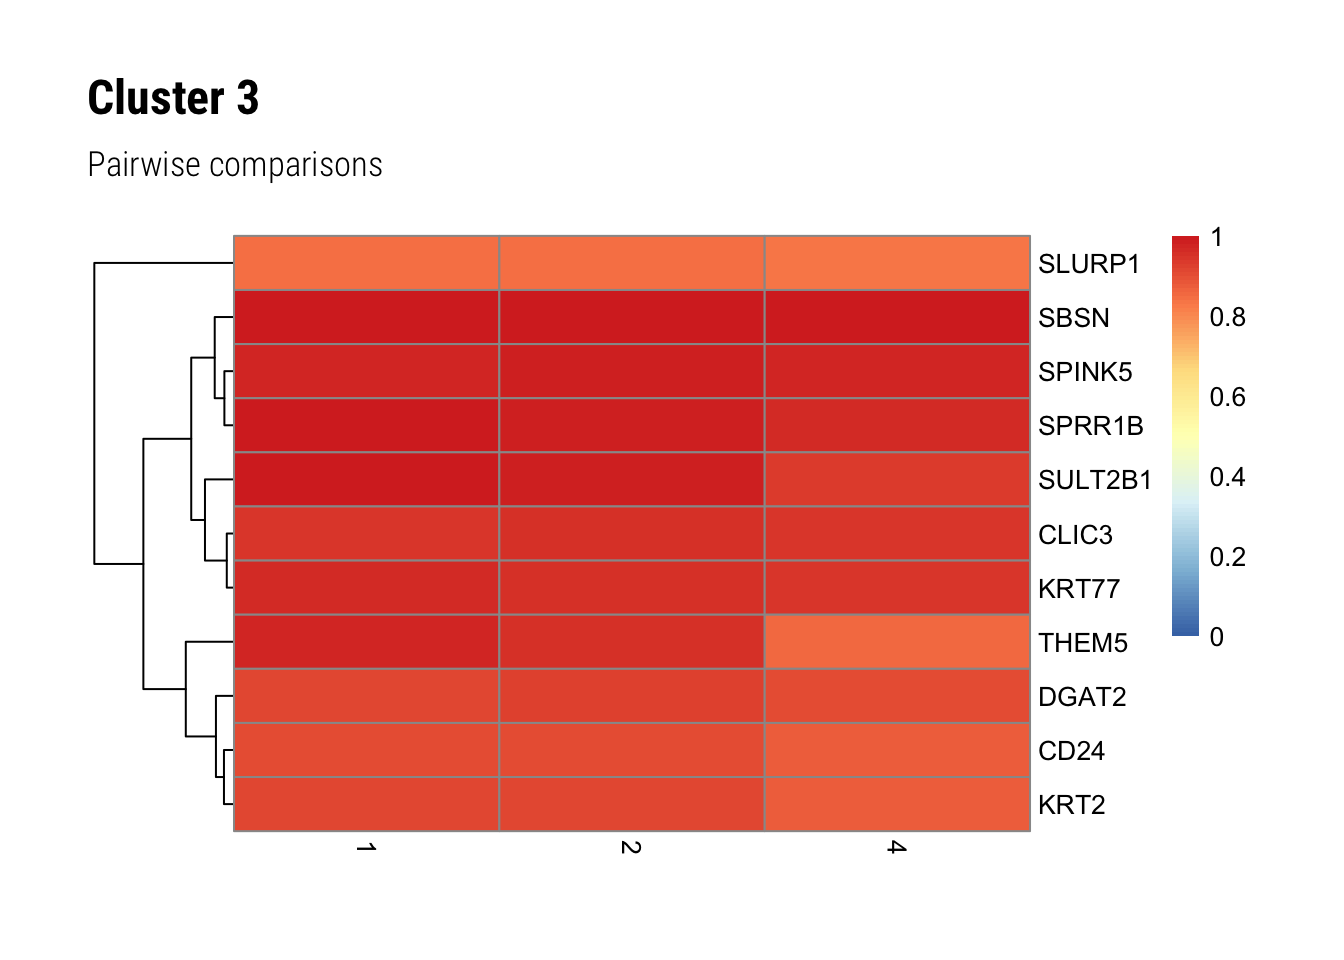 Cluster 3
Pairwise comparisons
SLURP1
SBSN
SPINK5
SPRR1B
SULT2B1
CLIC3
KRT77
THEM5
DGAT2
CD24
KRT2
1
2
4
1
0.8
0.6
0.4
0.2
0